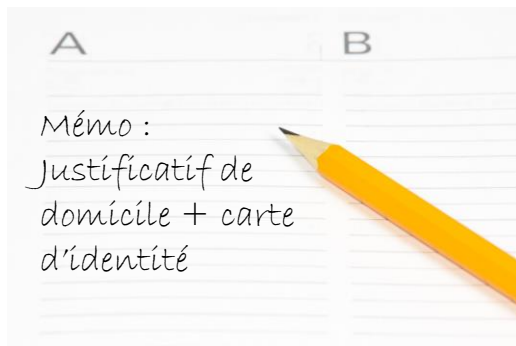 A B
Mémo :
Justificatif de
domicile + carte
d'identité